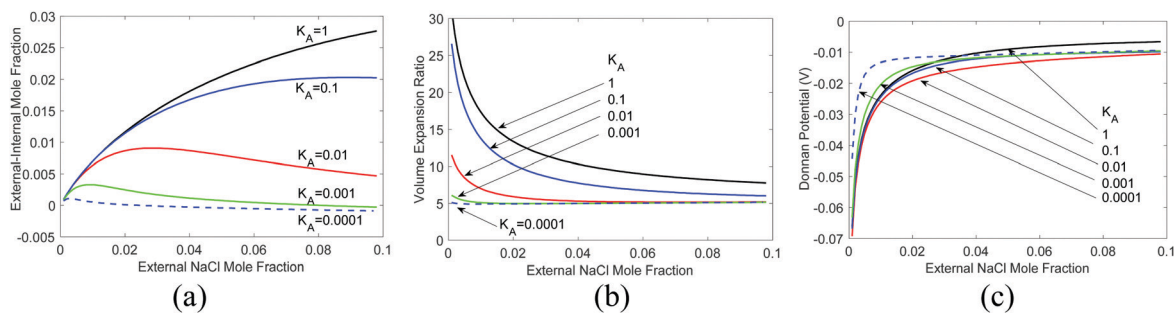 External-Internal Mole Fraction
0.03
0.025
0.02
0.015
0.01
0.005
0
-0.005
K_A=1
K_A=0.1
K_A=0.01
K_A=0.001
K_A=0.0001
0 0.02 0.04 0.06 0.08 0.1
External NaCl Mole Fraction
(a)
Volume Expansion Ratio
30
25
20
15
10
5
0
K_A
1
0.1
0.01
0.001
K_A=0.0001
0 0.02 0.04 0.06 0.08 0.1
External NaCl Mole Fraction
(b)
Donnan Potential (V)
-0.01
-0.02
-0.03
-0.04
-0.05
-0.06
-0.07
K_A
1
0.1
0.01
0.001
0.0001
0 0.02 0.04 0.06 0.08 0.1
External NaCl Mole Fraction
(c)